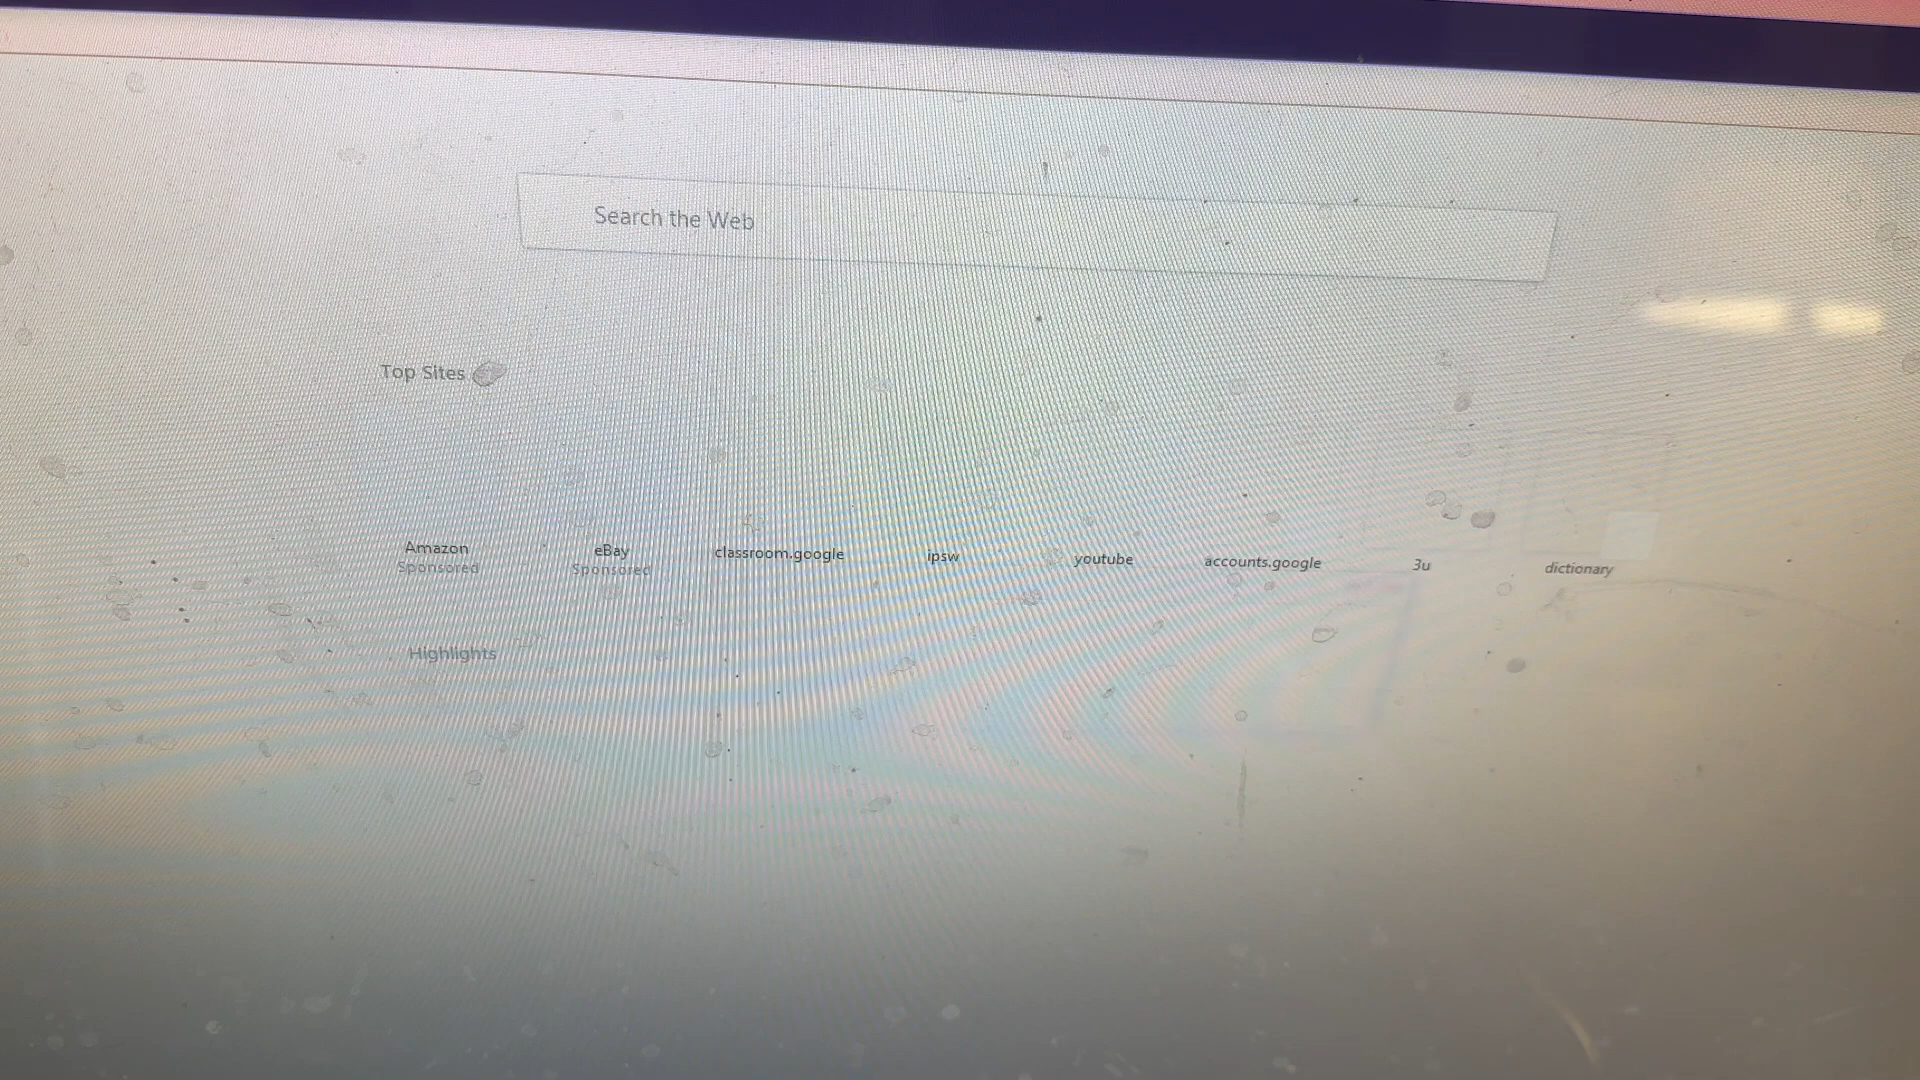 Search the Web
Top Sites
Amazon
Sponsored
eBay
Sponsored
classroom.google
ipsw
youtube
accounts.google
3u
dictionary
Highlights